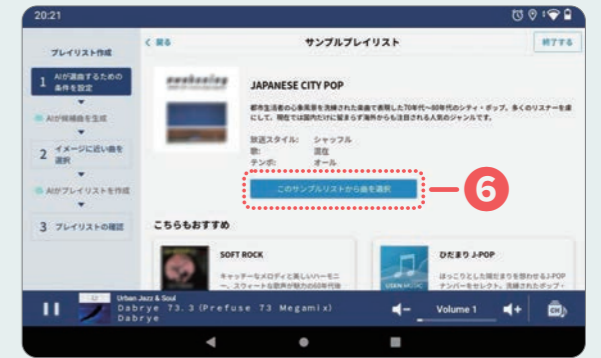 20:21
プレイリスト作成
1 AIが選曲するための
条件を設定
AIが候補曲を生成
2 イメージに近い曲を
選択
AIがプレイリストを作成
3 プレイリストの確認
< 戻る
サンプルプレイリスト
終了する
awakening
JAPANESE CITY POP
都市生活者の心象風景を洗練された楽曲で表現した70年代〜80年代のシティ・ポップ。多くのリスナーを虜
にして、現在では国内だけに留まらず海外からも注目される人気のジャンルです。
放送スタイル: シャッフル
歌: 混在
テンポ: オール
このサンプルリストから曲を選択
6
こちらもおすすめ
SOFT ROCK
キャッチーなメロディと美しいハーモニ
ー、スウィートな歌声が魅力の60年代後
USEN MUSIC
ひだまり J-POP
ほっこりとした陽だまりを想わせるJ-POP
ナンバーをセレクト。洗練されたポップ・
Urban Jazz & Soul
Dabrye 73.3 (Prefuse 73 Megamix)
Dabrye
Volume 1